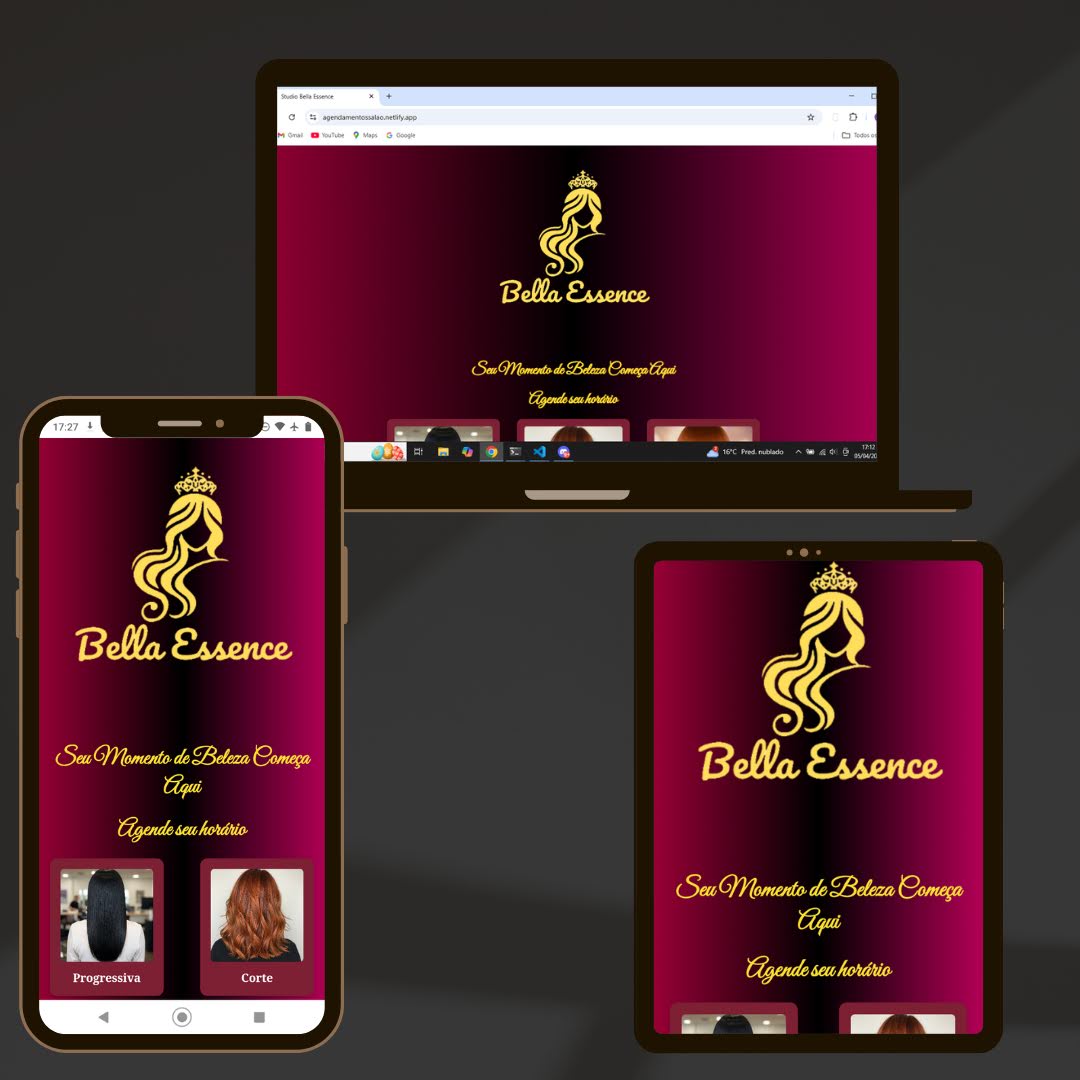 Studio Bella Essence
agendamentossalao.netlify.app
Gmail YouTube Maps Google Todos os
Bella Essence
Seu Momento de Beleza Começa Aqui
Agende seu horário
16°C Pred. nublado
17:12
05/04/20
17:27
Bella Essence
Seu Momento de Beleza Começa
Aqui
Agende seu horário
Progressiva Corte
Bella Essence
Seu Momento de Beleza Começa
Aqui
Agende seu horário